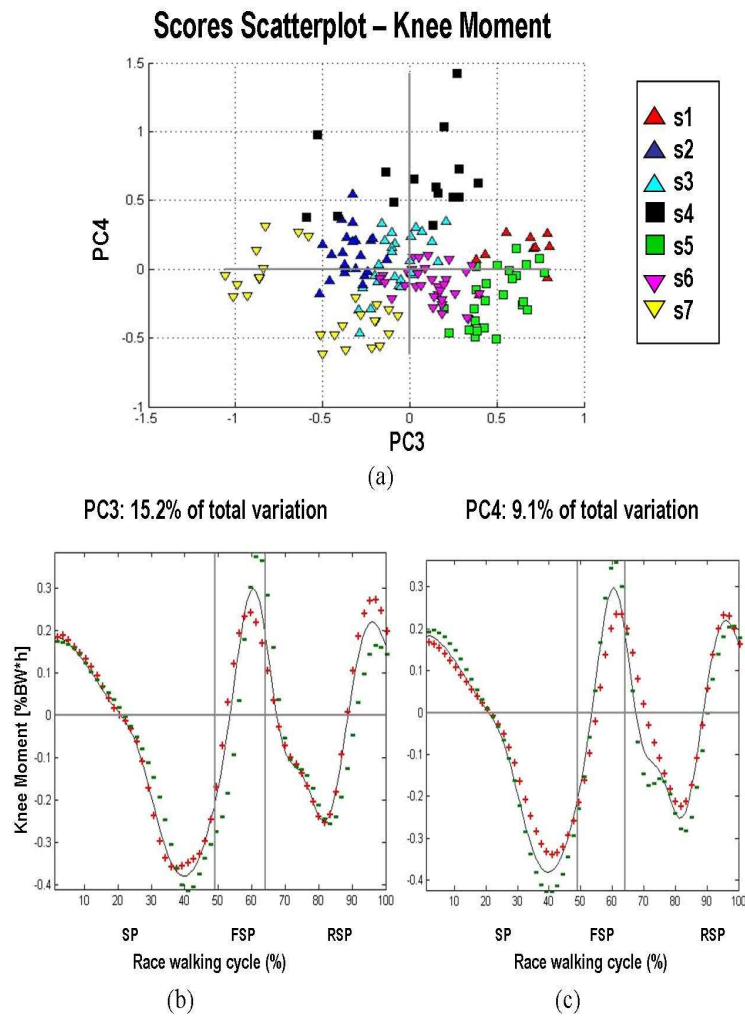 Scores Scatterplot – Knee Moment
1.5
1
0.5
0
-0.5
-1
-1.5
-1
-0.5
0
0.5
1
PC4
PC3
s1
s2
s3
s4
s5
s6
s7
(a)
PC3: 15.2% of total variation
PC4: 9.1% of total variation
Knee Moment [%BW*h]
0.3
0.2
0.1
0
-0.1
-0.2
-0.3
-0.4
10 20 30 40 50 60 70 80 90 100
SP FSP RSP
Race walking cycle (%)
(b)
0.3
0.2
0.1
0
-0.1
-0.2
-0.3
-0.4
10 20 30 40 50 60 70 80 90 100
SP FSP RSP
Race walking cycle (%)
(c)